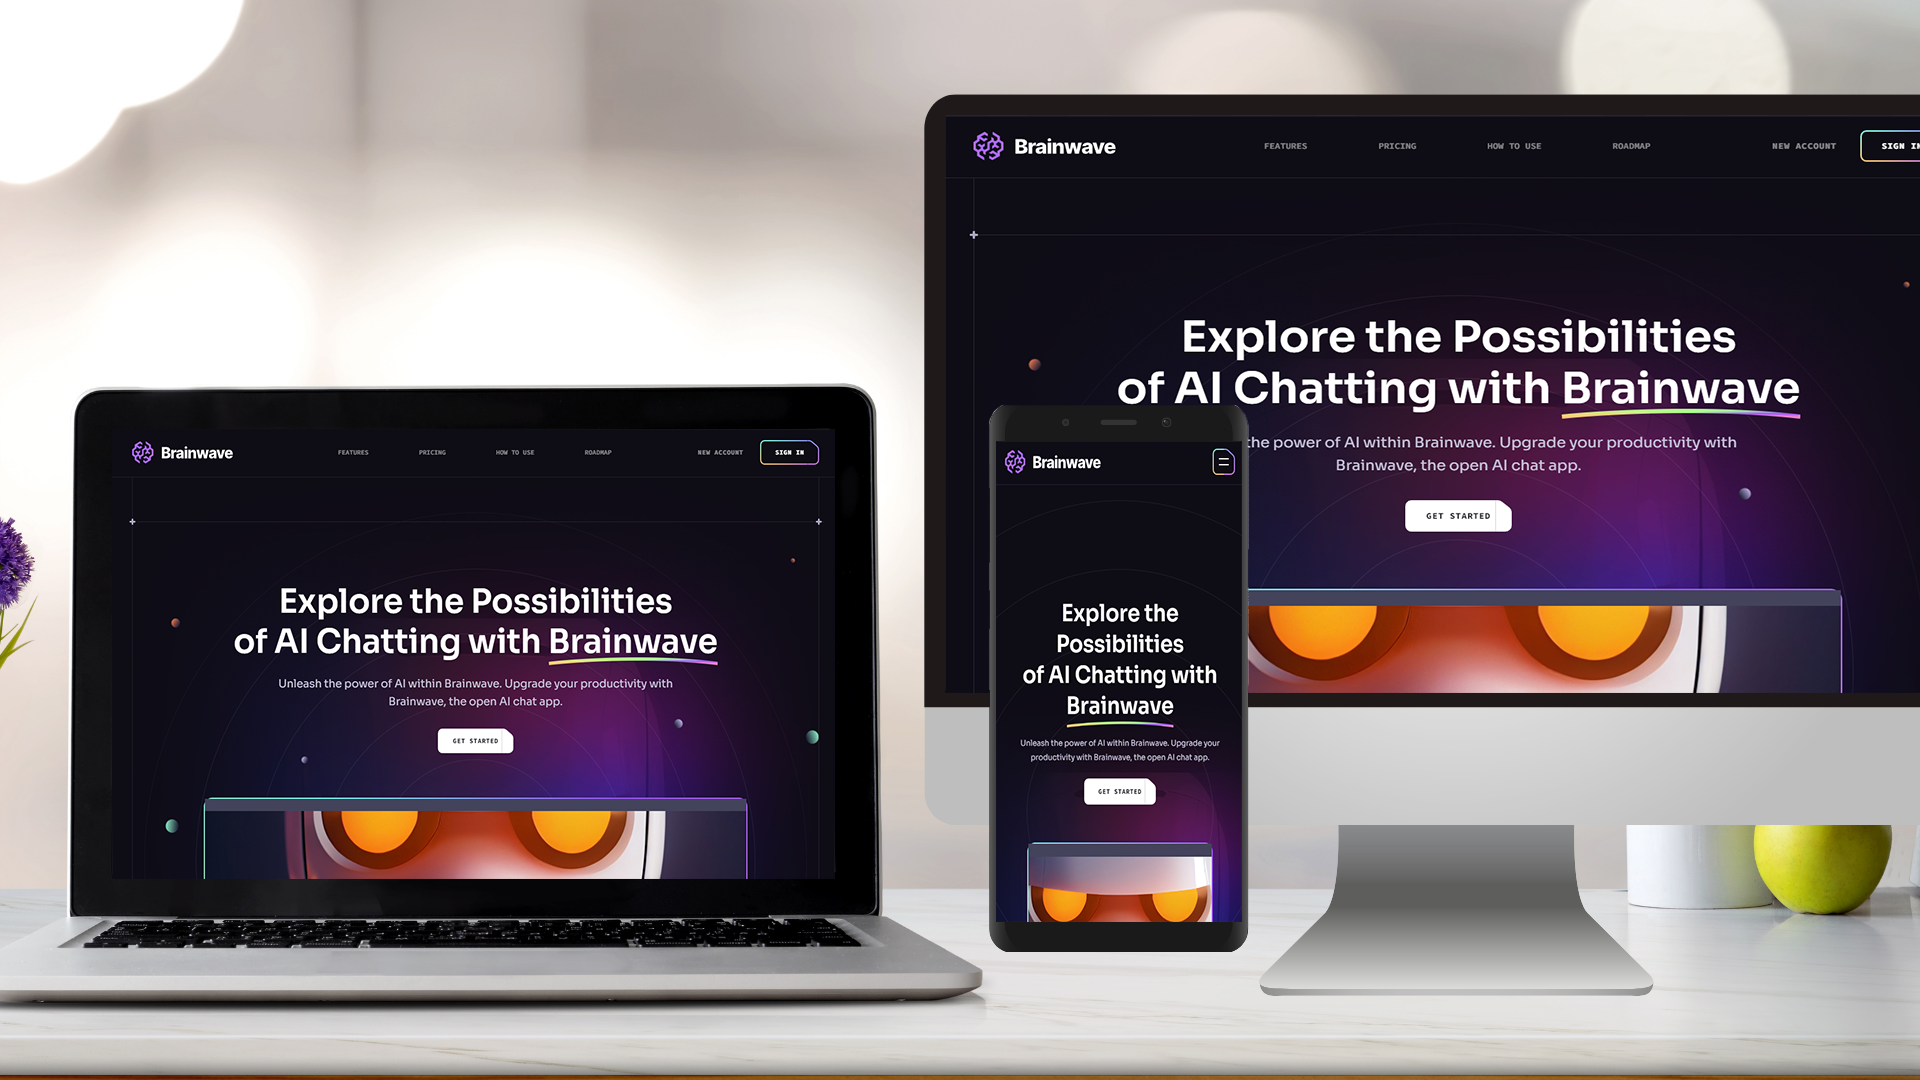 Brainwave
FEATURES
PRICING
HOW TO USE
ROADMAP
NEW ACCOUNT
SIGN IN
Explore the Possibilities
of AI Chatting with Brainwave
Unleash the power of AI within Brainwave. Upgrade your productivity with
Brainwave, the open AI chat app.
GET STARTED
Brainwave
Explore the
Possibilities
of AI Chatting with
Brainwave
Unleash the power of AI within Brainwave. Upgrade your
productivity with Brainwave, the open AI chat app.
GET STARTED
Brainwave
FEATURES
PRICING
HOW TO USE
ROADMAP
NEW ACCOUNT
SIGN
Explore the Possibilities
of AI Chatting with Brainwave
the power of AI within Brainwave. Upgrade your productivity with
Brainwave, the open AI chat app.
GET STARTED